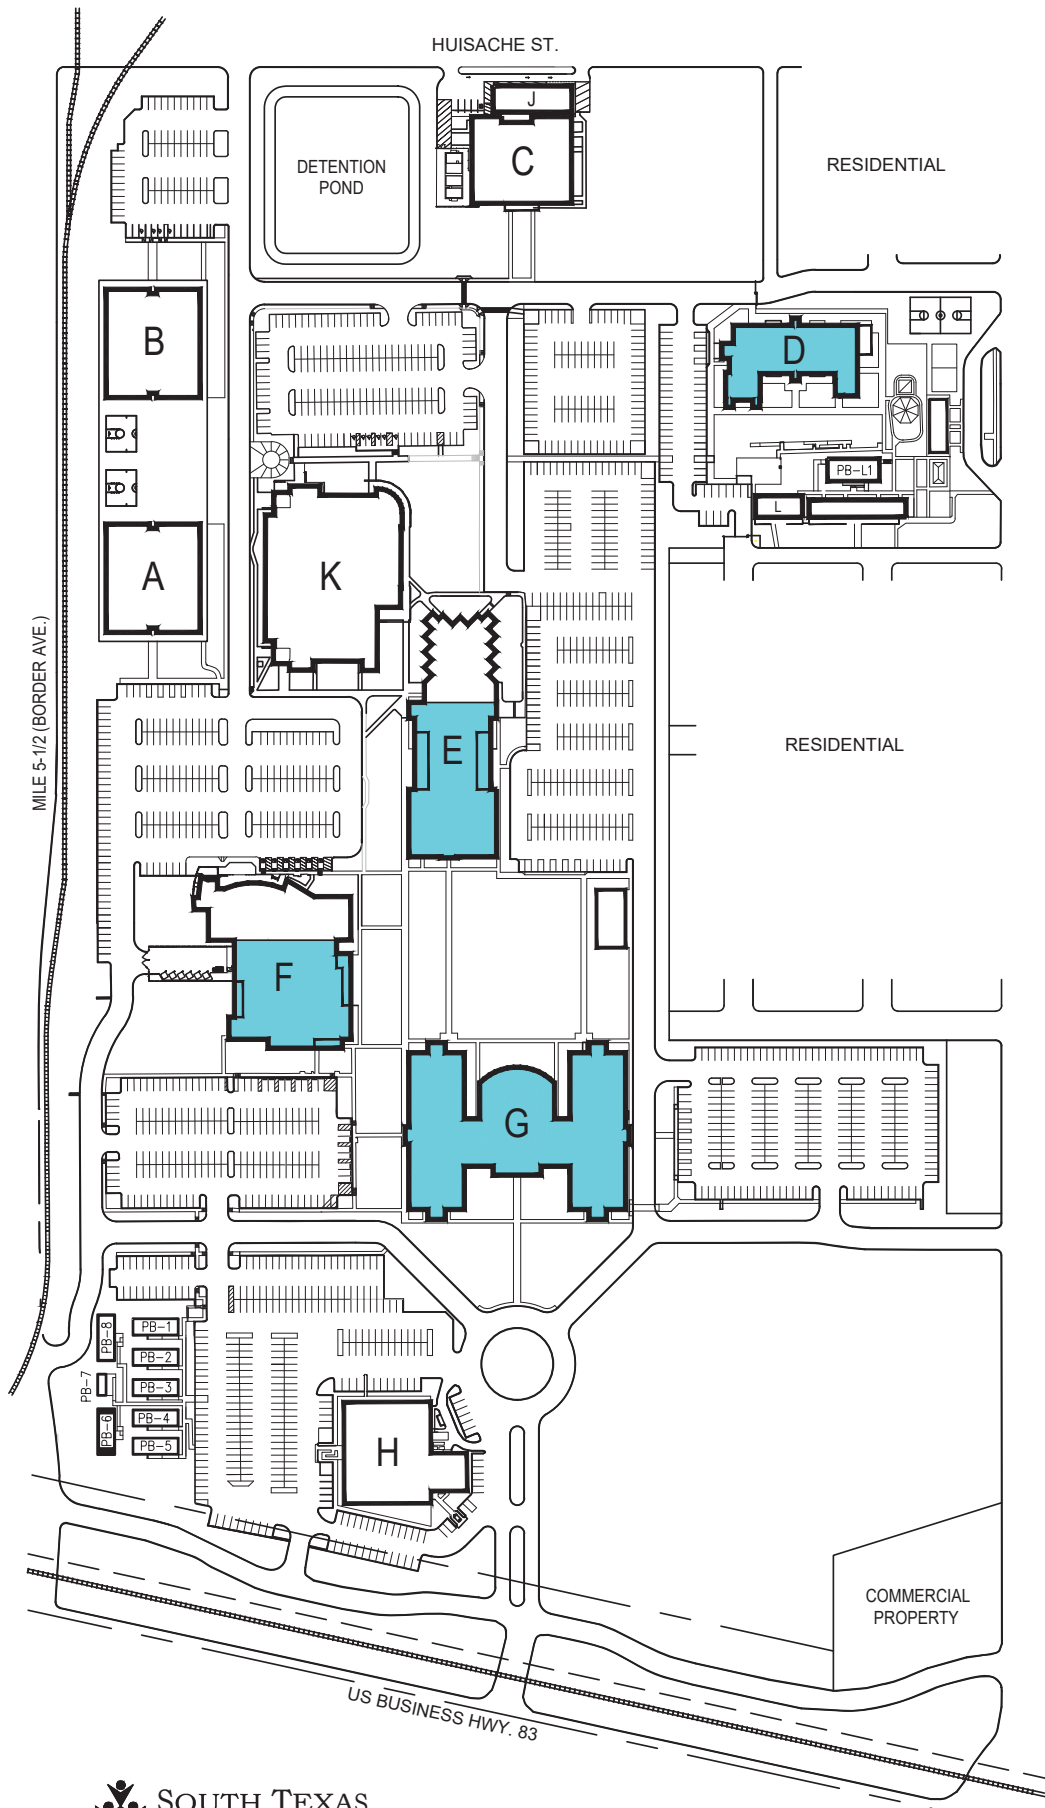 HUISACHE ST.
J
C
DETENTION
POND
RESIDENTIAL
B
D
PB-L1
L
A
K
MILE 5-1/2 (BORDER AVE.)
E
RESIDENTIAL
F
G
PB-8
PB-1
PB-2
PB-7
PB-3
PB-6
PB-4
PB-5
H
COMMERCIAL
PROPERTY
US BUSINESS HWY. 83
SOUTH TEXAS